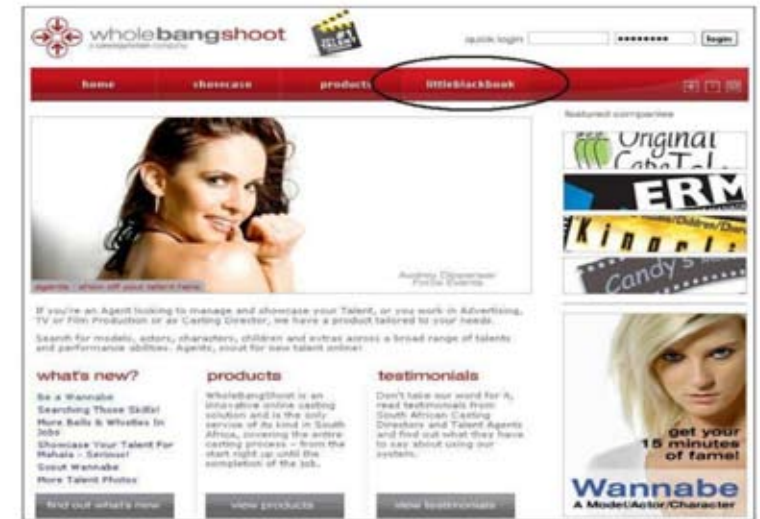 wholebangshoot
quick login
login
home showcase products littleblackbook
featured companies
Original
ERM
Candy's
agents - show off your talent here
If you're an Agent looking to manage and showcase your Talent, or you work in Advertising,
TV or Film Production or as Casting Director, we have a product tailored to your needs.
Search for models, actors, characters, children and extras across a broad range of talents
and performance abilities. Agents, scout for new talent online!
what's new?
Be a Wannabe
Searching Those Skills!
More Bells & Whistles In
Jobs
Showcase Your Talent For
Mahala - Serious!
Scout Wannabe
More Talent Photos
find out what's new
products
WholeBangShoot is an
innovative online casting
solution and is the only
service of its kind in South
Africa, covering the entire
casting process - from the
start right up until the
completion of the job.
view products
testimonials
Don't take our word for it,
read testimonials from
South African Casting
Directors and Talent Agents
and find out what they have
to say about using our
system.
view testimonials
get your
15 minutes
of fame!
Wannabe
A Model/Actor/Character